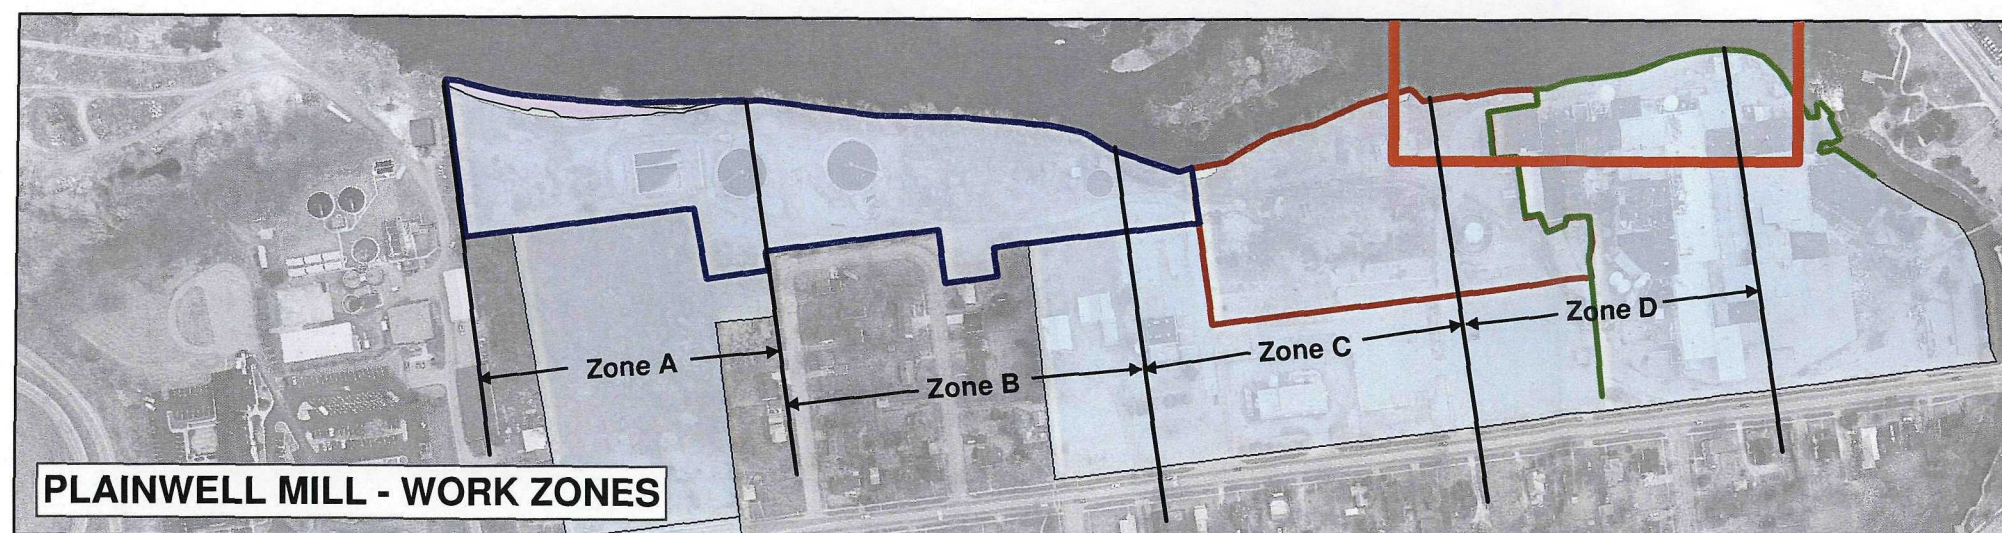 Zone A
Zone B
Zone C
Zone D
PLAINWELL MILL - WORK ZONES